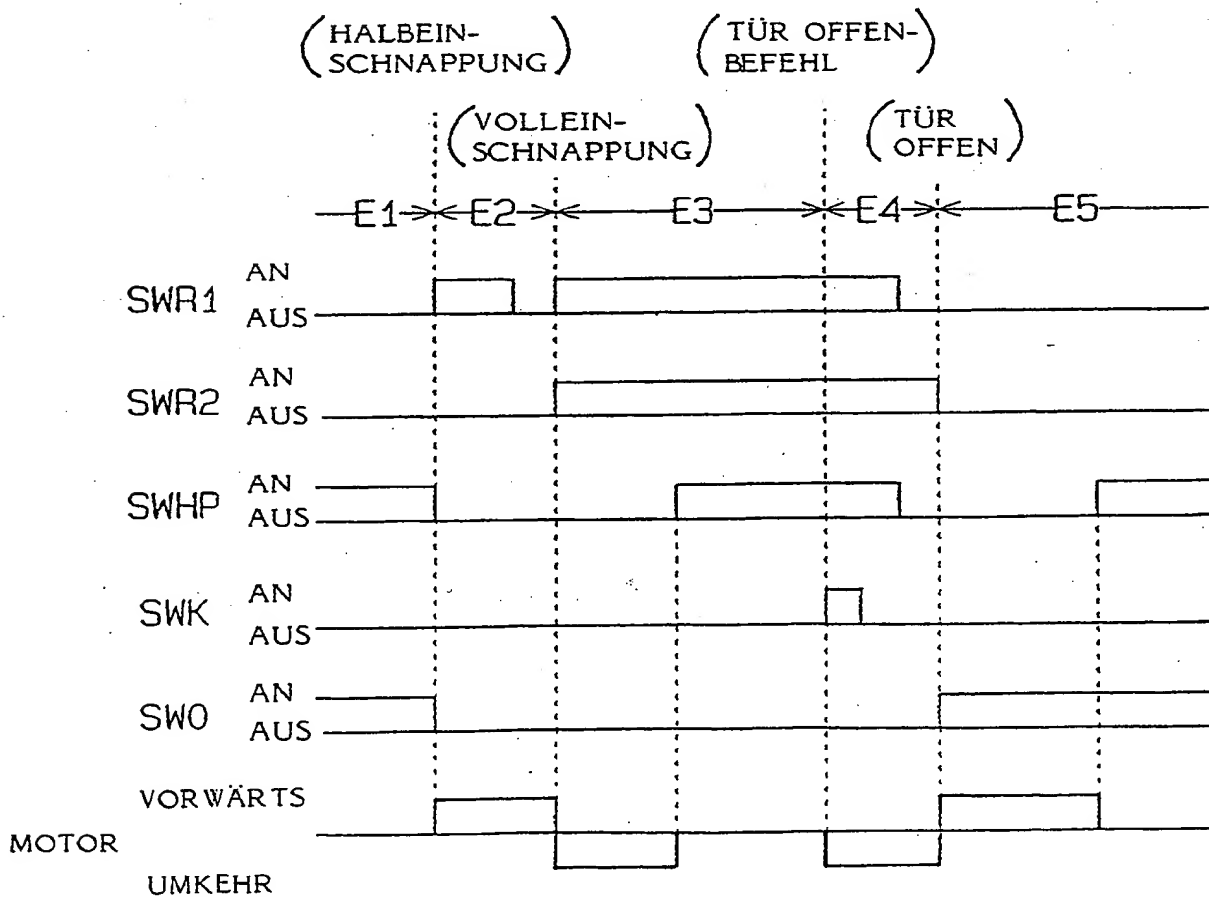 (HALBEIN-
SCHNAPPUNG)
(TÜR OFFEN-
BEFEHL)
(VOLLEIN-
SCHNAPPUNG)
(TÜR
OFFEN)
E1 E2 E3 E4 E5
SWR1 AN
AUS
SWR2 AN
AUS
SWHP AN
AUS
SWK AN
AUS
SWO AN
AUS
VORWÄRTS
MOTOR
UMKEHR